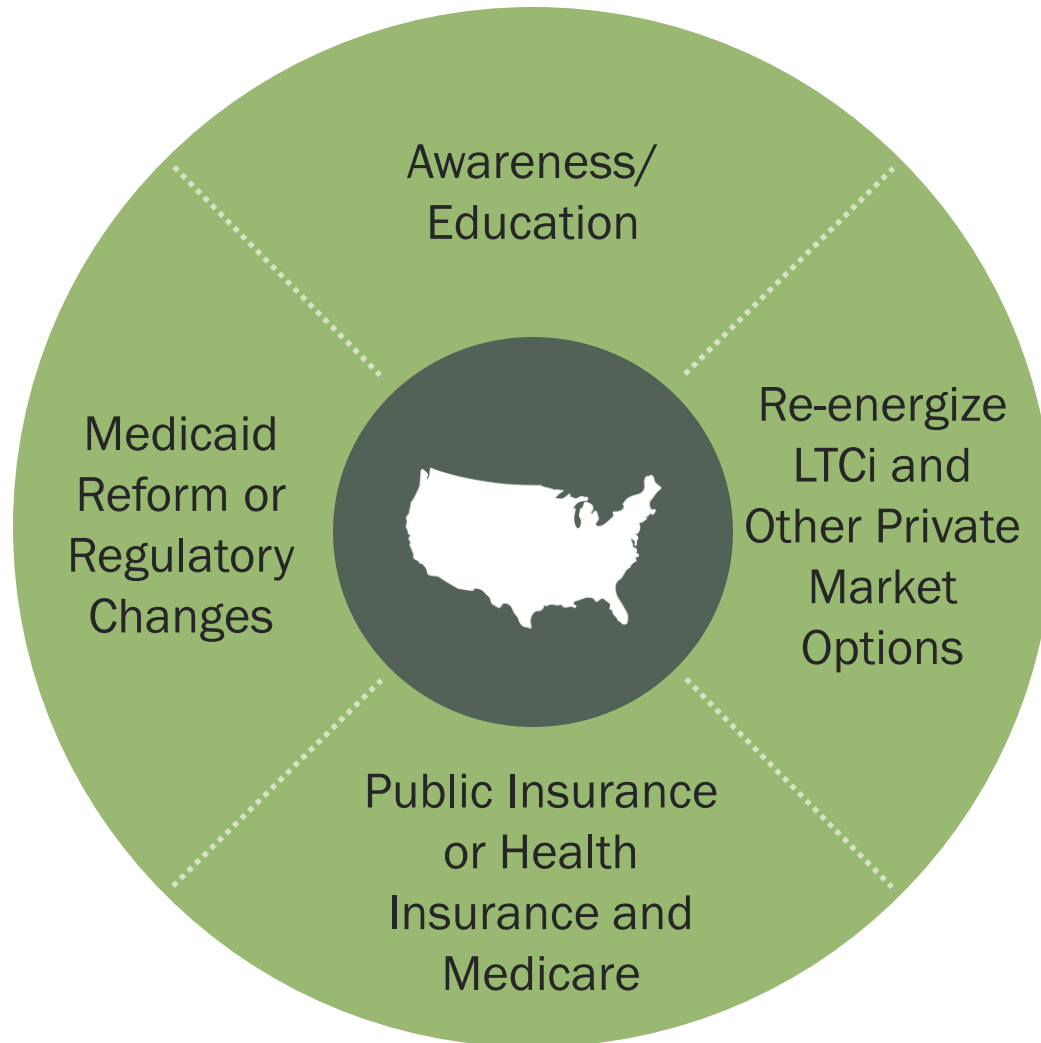 Awareness/
Education
Medicaid
Reform or
Regulatory
Changes
Re-energize
LTCi and
Other Private
Market
Options
Public Insurance
or Health
Insurance and
Medicare